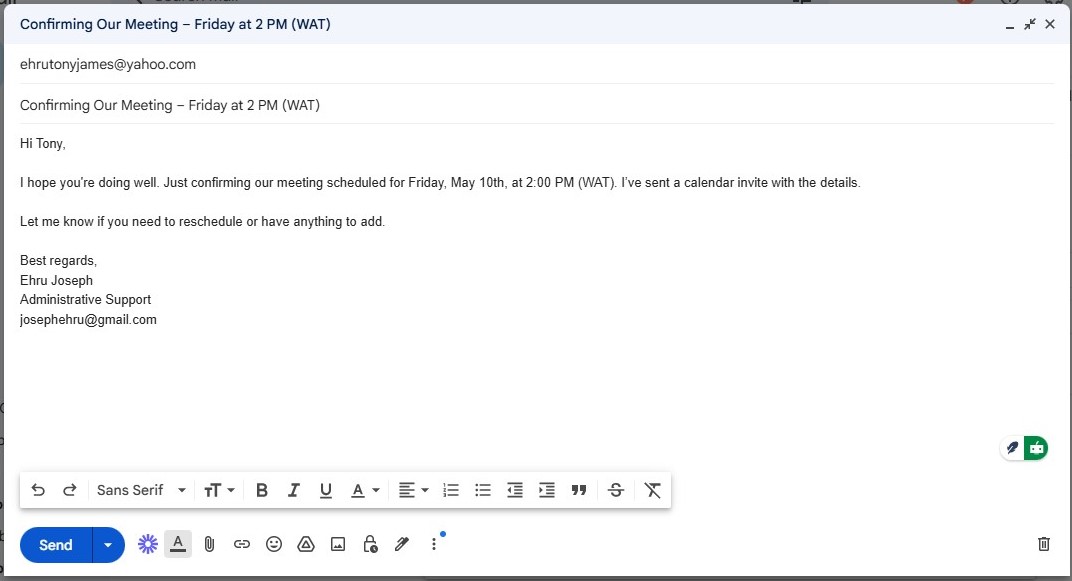 Confirming Our Meeting – Friday at 2 PM (WAT)
ehrutonyjames@yahoo.com
Confirming Our Meeting – Friday at 2 PM (WAT)
Hi Tony,
I hope you're doing well. Just confirming our meeting scheduled for Friday, May 10th, at 2:00 PM (WAT). I've sent a calendar invite with the details.
Let me know if you need to reschedule or have anything to add.
Best regards,
Ehru Joseph
Administrative Support
josephehru@gmail.com
Sans Serif
Send